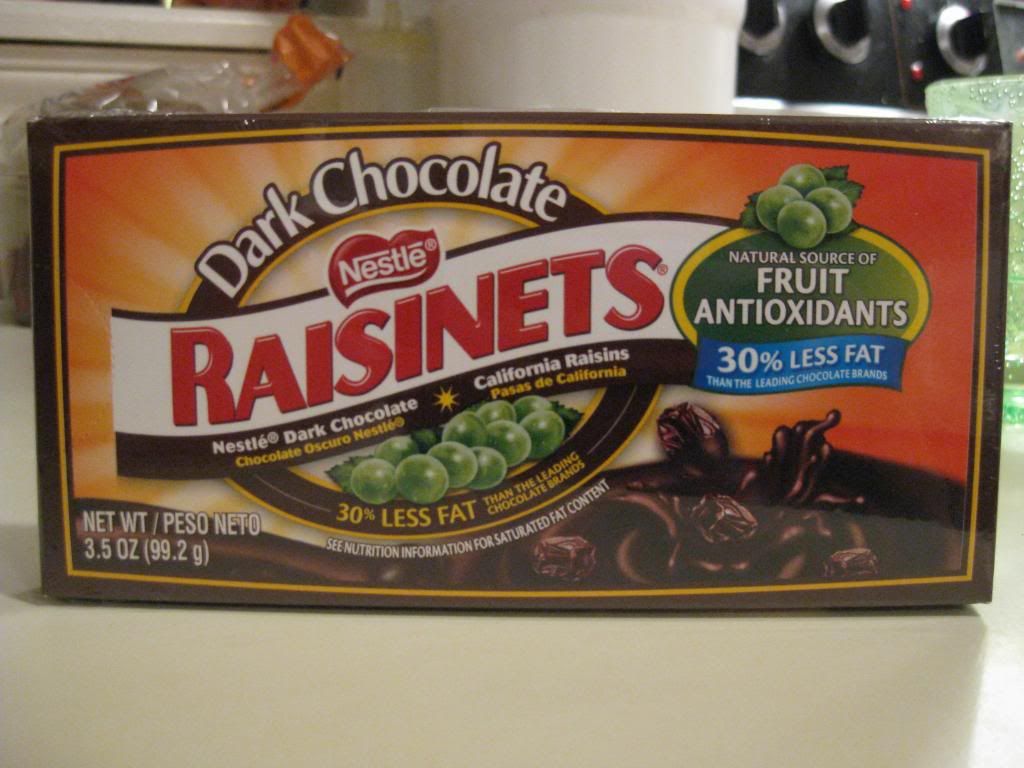 Dark Chocolate
Nestlé®
RAISINETS®
Nestlé® Dark Chocolate
Chocolate Oscuro Nestlé®
California Raisins
Pasas de California
30% LESS FAT
THAN THE LEADING
CHOCOLATE BRANDS
SEE NUTRITION INFORMATION FOR SATURATED FAT CONTENT
NET WT / PESO NETO
3.5 OZ (99.2 g)
NATURAL SOURCE OF
FRUIT
ANTIOXIDANTS
30% LESS FAT
THAN THE LEADING CHOCOLATE BRANDS